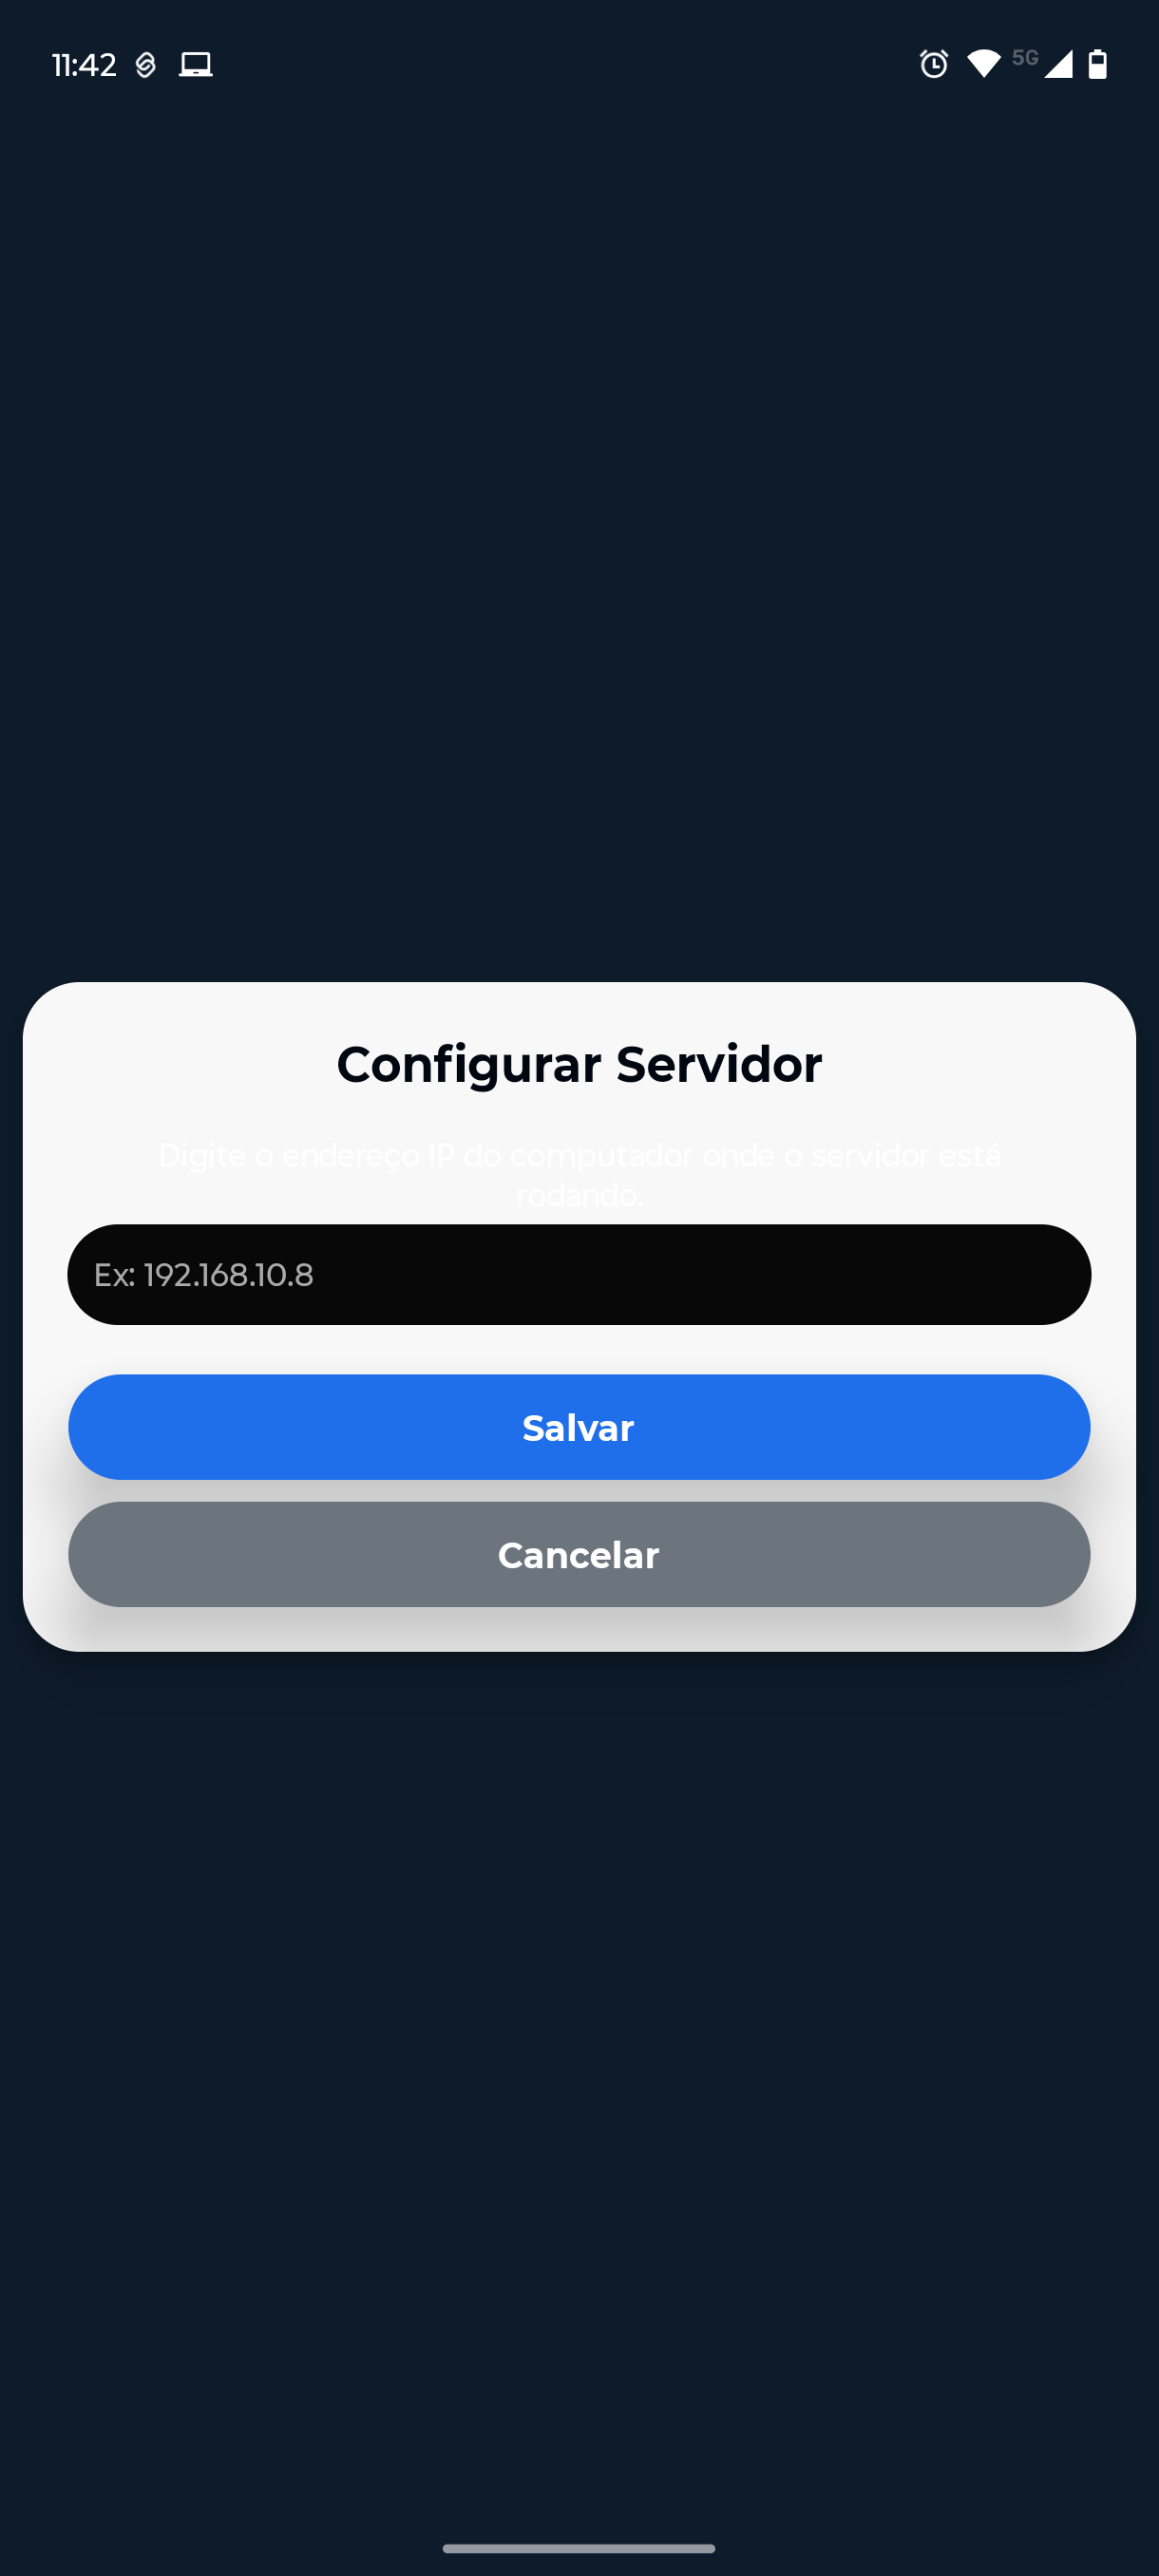 11:42
5G
Configurar Servidor
Digite o endereço IP do computador onde o servidor está
rodando.
Ex: 192.168.10.8
Salvar
Cancelar